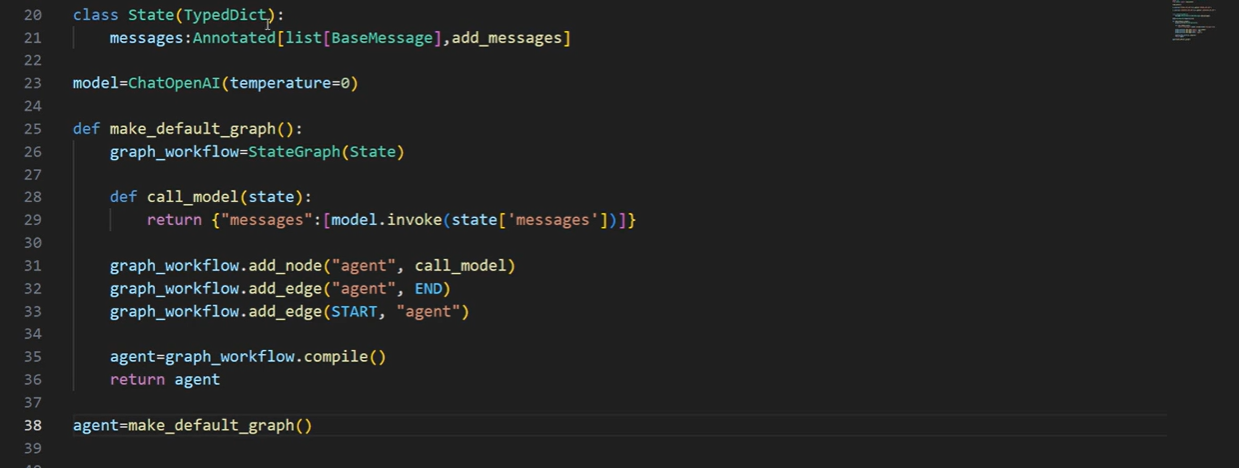 20 class State(TypedDict):
21     messages:Annotated[list[BaseMessage],add_messages]
22
23 model=ChatOpenAI(temperature=0)
24
25 def make_default_graph():
26     graph_workflow=StateGraph(State)
27
28     def call_model(state):
29         return {"messages":[model.invoke(state['messages'])]}
30
31     graph_workflow.add_node("agent", call_model)
32     graph_workflow.add_edge("agent", END)
33     graph_workflow.add_edge(START, "agent")
34
35     agent=graph_workflow.compile()
36     return agent
37
38 agent=make_default_graph()
39